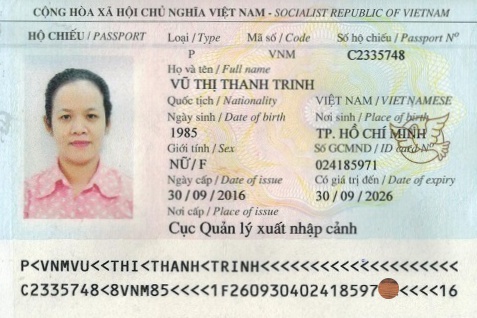 CỘNG HÒA XÃ HỘI CHỦ NGHĨA VIỆT NAM - SOCIALIST REPUBLIC OF VIETNAM
HỘ CHIẾU / PASSPORT Loại / Type Mã số / Code Số hộ chiếu / Passport Nº
P VNM C2335748
Họ và tên / Full name
VŨ THỊ THANH TRINH
Quốc tịch / Nationality VIỆT NAM / VIETNAMESE
Ngày sinh / Date of birth Nơi sinh / Place of birth
1985 TP. HỒ CHÍ MINH
Giới tính / Sex Số GCMND / ID card Nº
NỮ / F 024185971
Ngày cấp / Date of issue Có giá trị đến / Date of expiry
30 / 09 / 2016 30 / 09 / 2026
Nơi cấp / Place of issue
Cục Quản lý xuất nhập cảnh
P<VNMVU<<THI<THANH<TRINH<<<<<<<<<<<<<<<<<<<<
C2335748<8VNM85<<<<1F260930402418597<<<<16